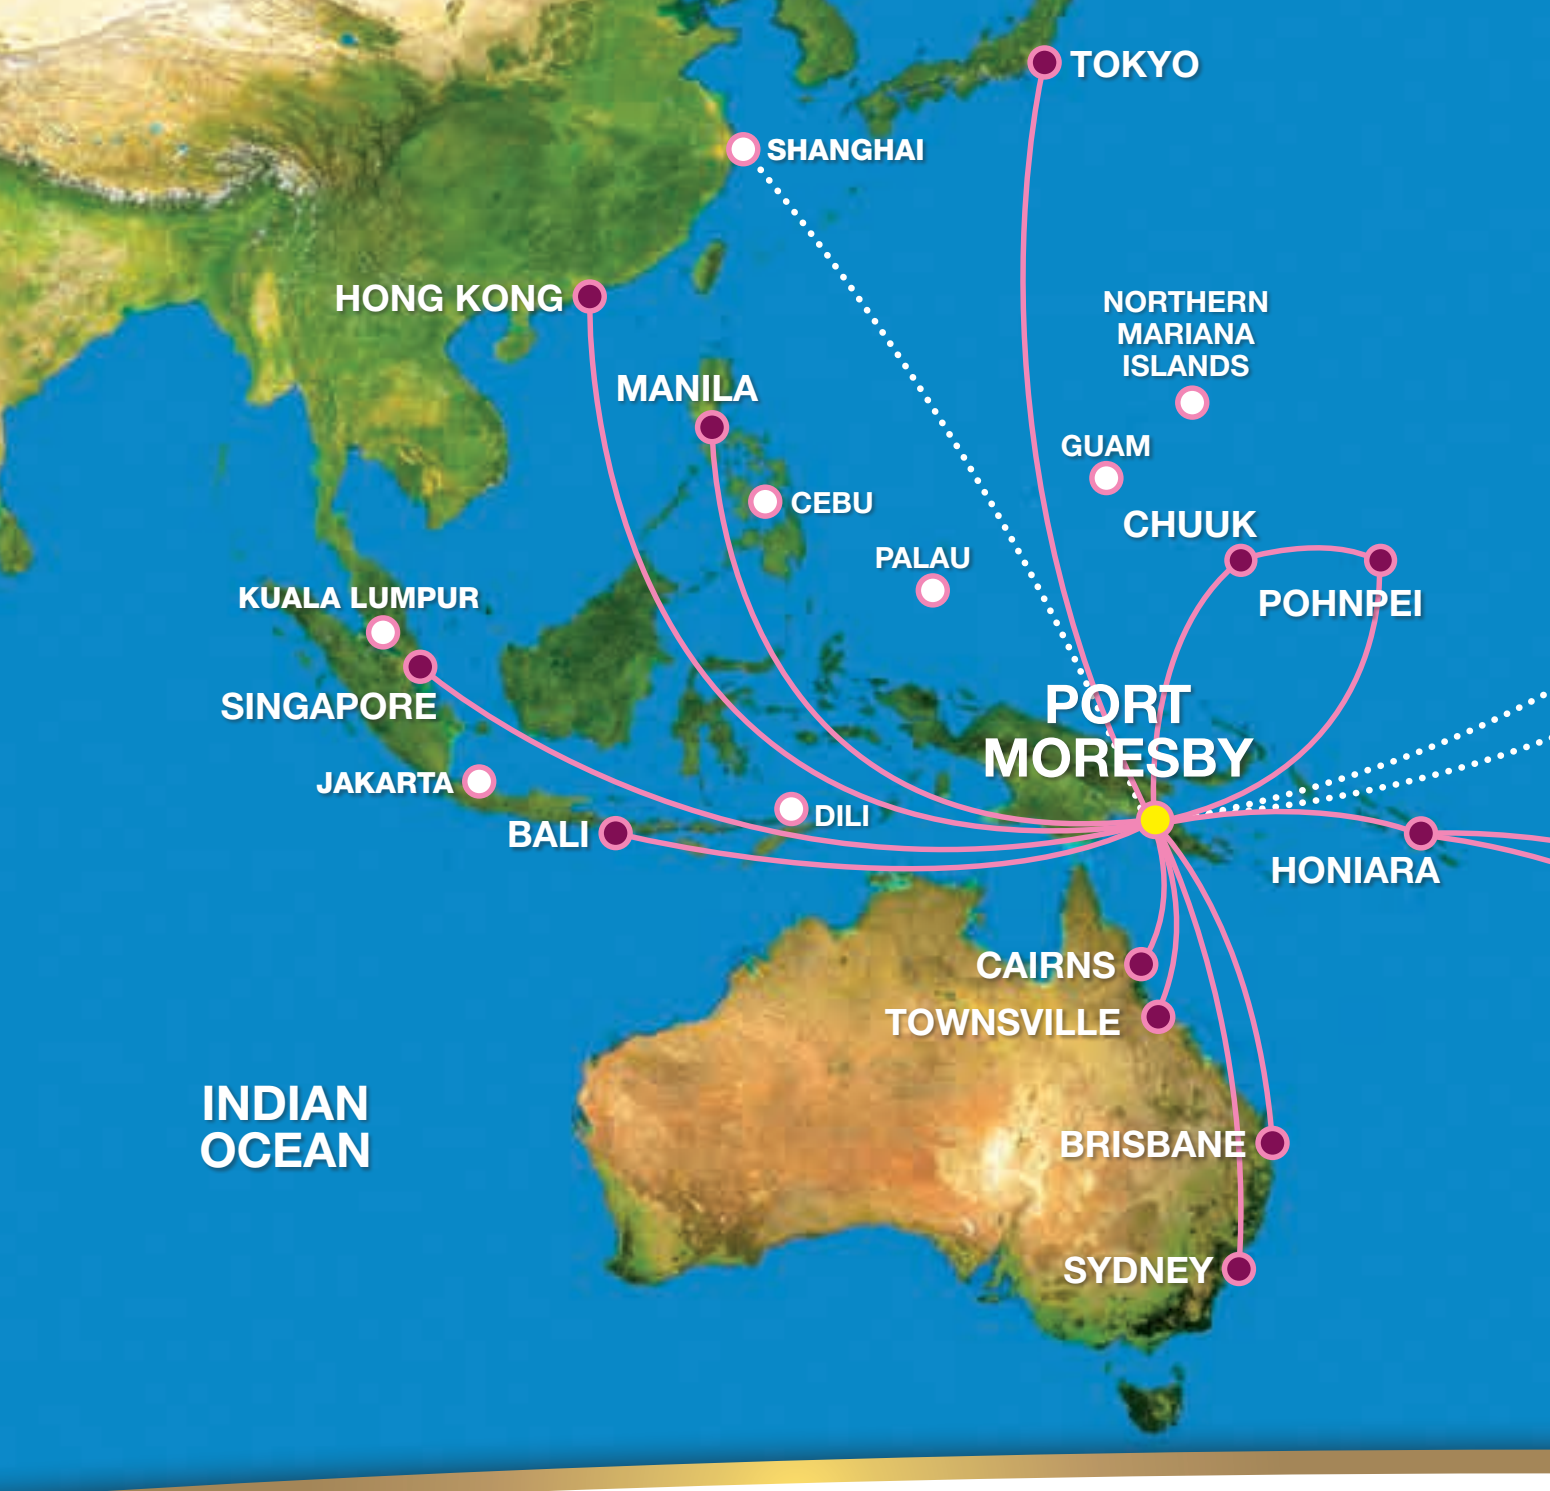 TOKYO
SHANGHAI
HONG KONG
NORTHERN
MARIANA
ISLANDS
MANILA
GUAM
CEBU
CHUUK
PALAU
KUALA LUMPUR
POHNPEI
SINGAPORE
PORT
MORESBY
JAKARTA
DILI
BALI
HONIARA
CAIRNS
TOWNSVILLE
INDIAN
OCEAN
BRISBANE
SYDNEY